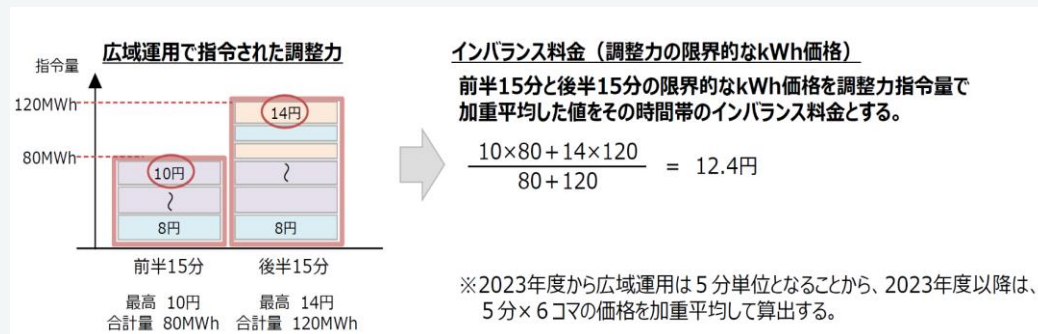 広域運用で指令された調整力
指令量
120MWh
80MWh
14円
10円
～
～
8円
8円
前半15分
後半15分
最高 10円
合計量 80MWh
最高 14円
合計量 120MWh
インバランス料金（調整力の限界的なkWh価格）
前半15分と後半15分の限界的なkWh価格を調整力指令量で
加重平均した値をその時間帯のインバランス料金とする。
10×80＋14×120
80＋120
= 12.4円
※2023年度から広域運用は５分単位となることから、2023年度以降は、
５分×６コマの価格を加重平均して算出する。